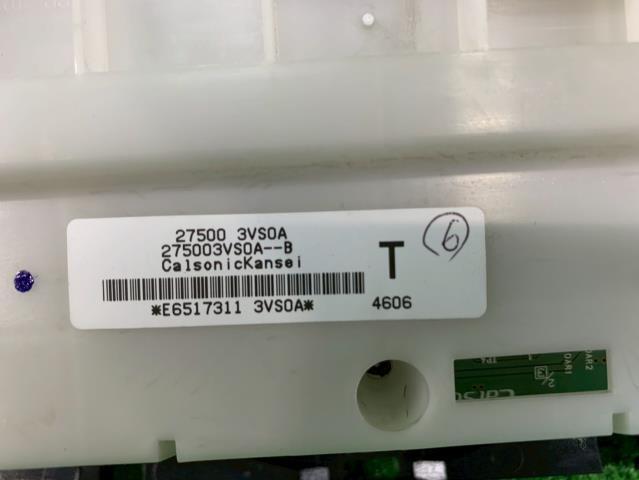 27500 3VS0A
275003VS0A--B
CalsonicKansei
T
6
*E6517311 3VS0A*
4606